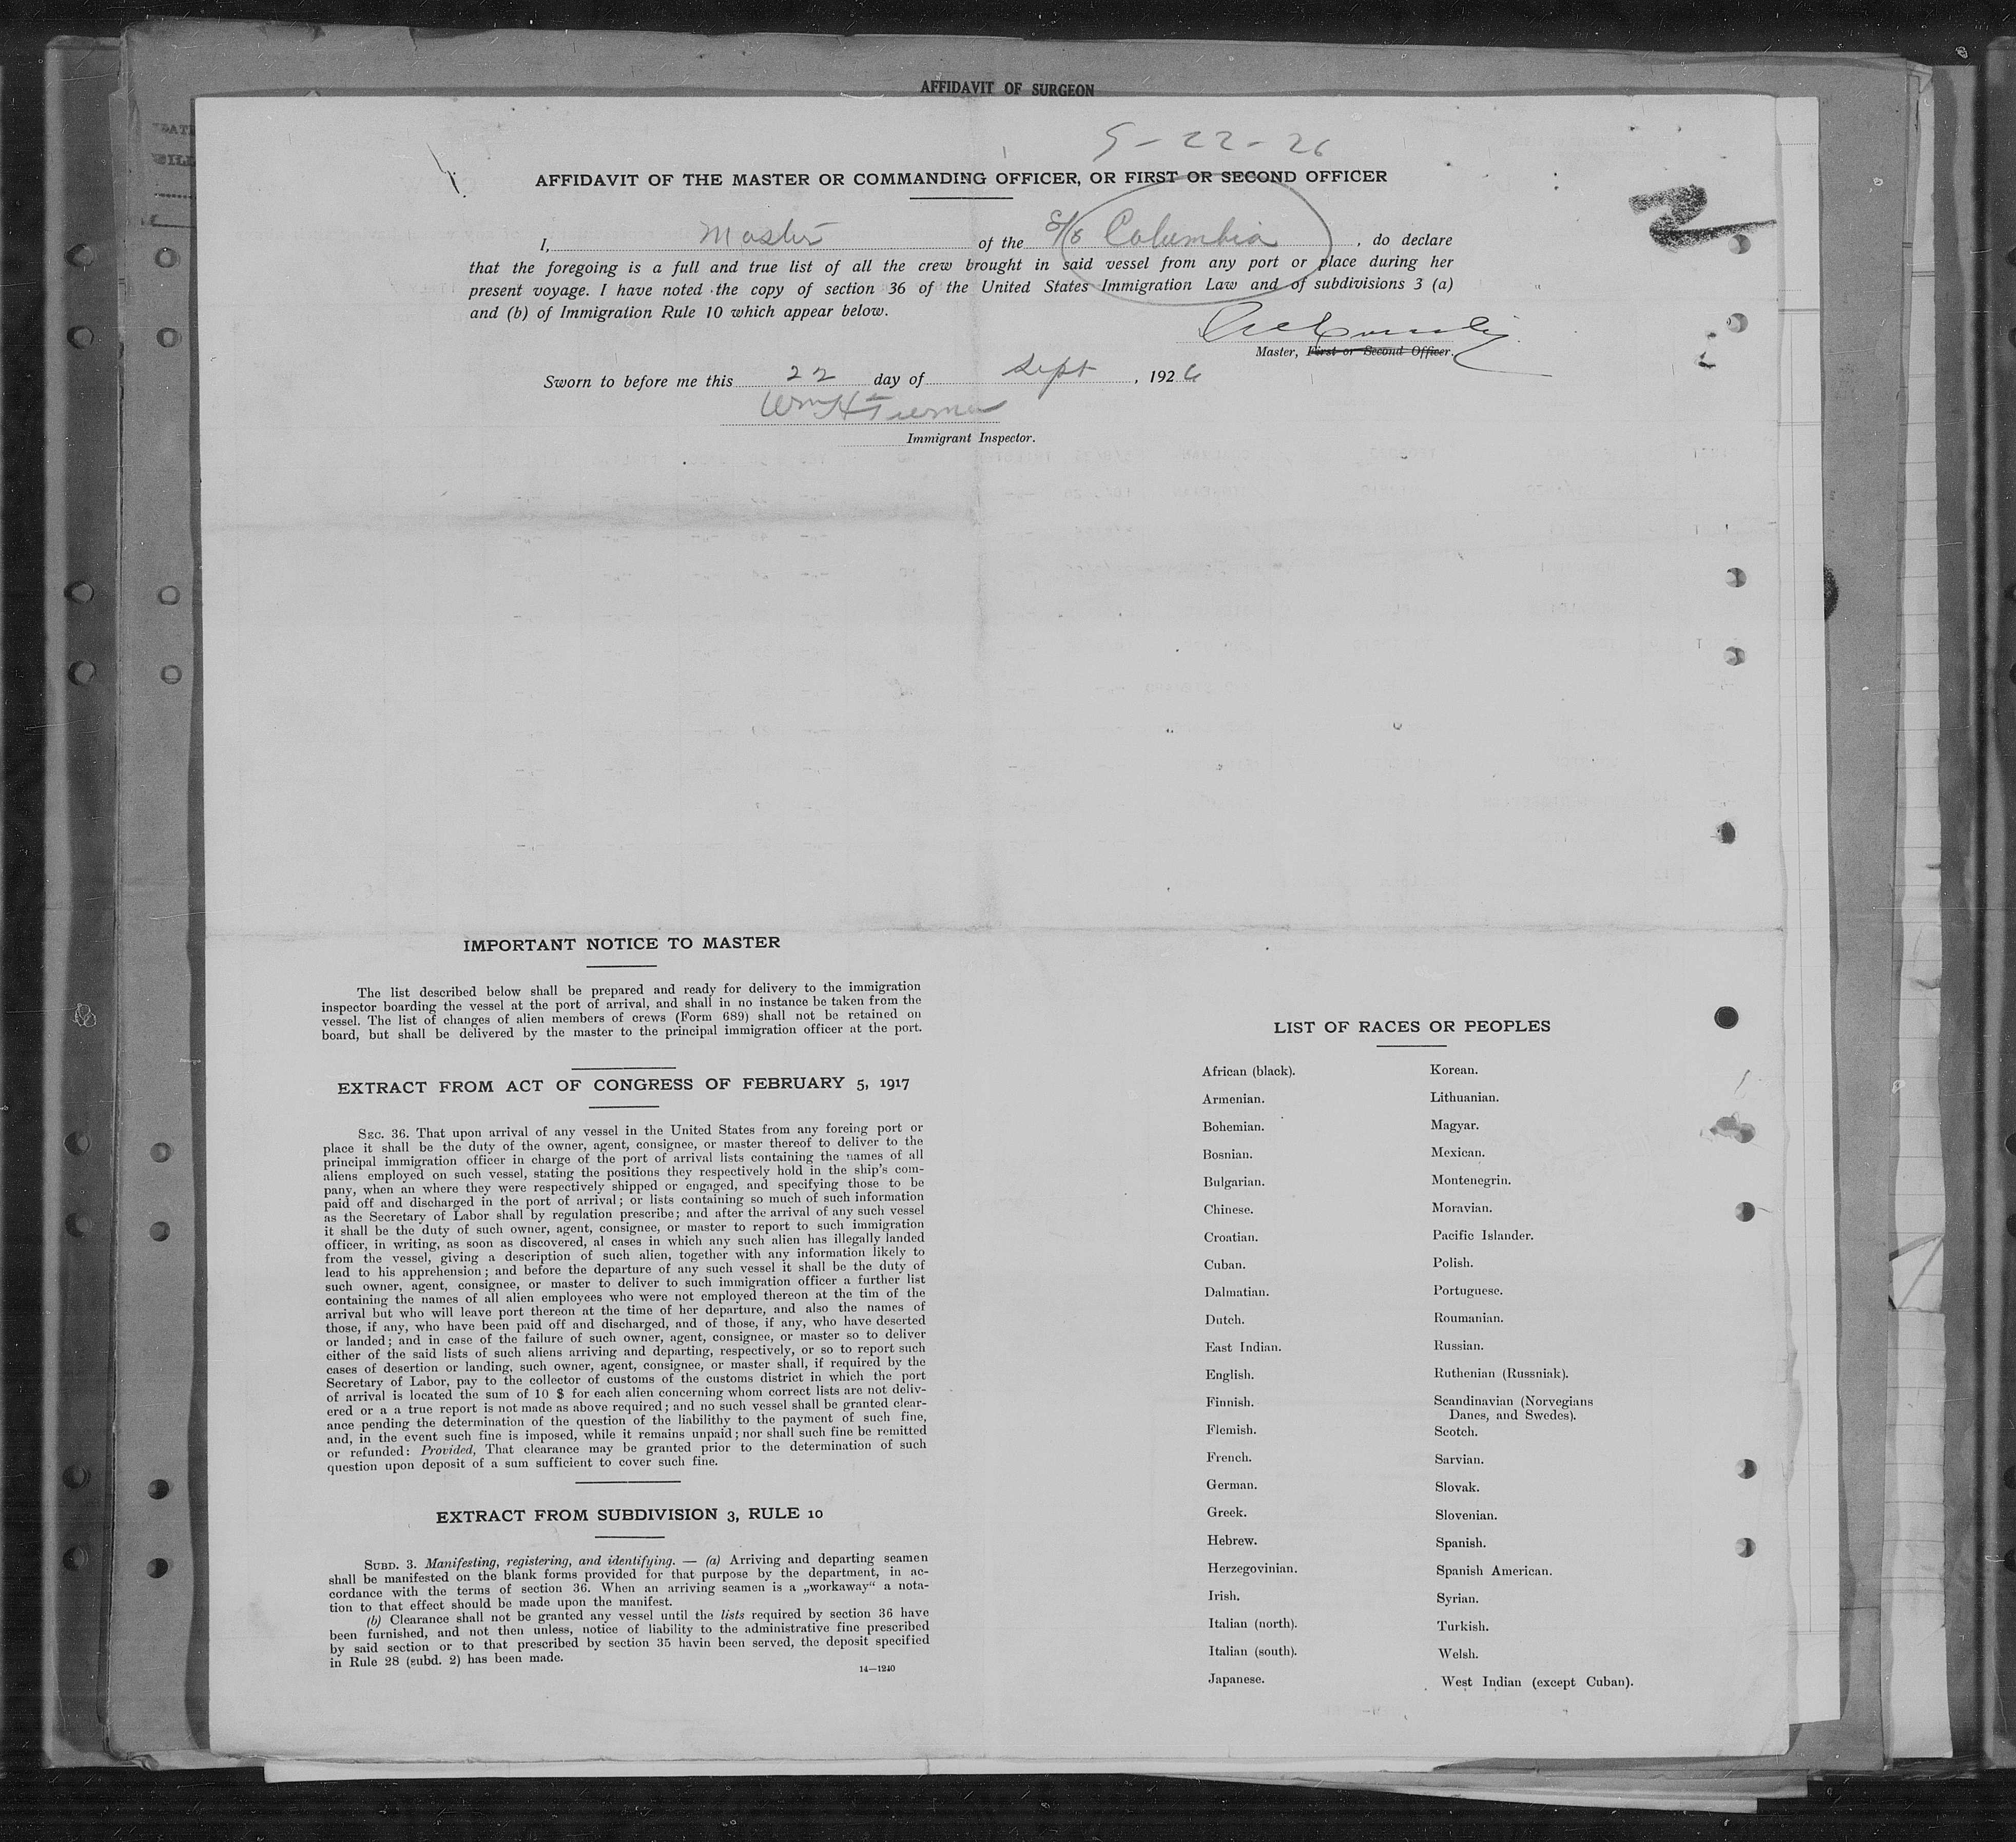 AFFIDAVIT OF SURGEON
9-22-26
AFFIDAVIT OF THE MASTER OR COMMANDING OFFICER, OR FIRST OR SECOND OFFICER
2
I, Master of the S/S Columbia, do declare
that the foregoing is a full and true list of all the crew brought in said vessel from any port or place during her
present voyage. I have noted the copy of section 36 of the United States Immigration Law and of subdivisions 3 (a)
and (b) of Immigration Rule 10 which appear below.
Master, First or Second Officer.
Sworn to before me this 22 day of Sept, 1926
Wm H
Immigrant Inspector.
IMPORTANT NOTICE TO MASTER
The list described below shall be prepared and ready for delivery to the immigration
inspector boarding the vessel at the port of arrival, and shall in no instance be taken from the
vessel. The list of changes of alien members of crews (Form 689) shall not be retained on
board, but shall be delivered by the master to the principal immigration officer at the port.
EXTRACT FROM ACT OF CONGRESS OF FEBRUARY 5, 1917
SEC. 36. That upon arrival of any vessel in the United States from any foreing port or
place it shall be the duty of the owner, agent, consignee, or master thereof to deliver to the
principal immigration officer in charge of the port of arrival lists containing the names of all
aliens employed on such vessel, stating the positions they respectively hold in the ship's com-
pany, when an where they were respectively shipped or engaged, and specifying those to be
paid off and discharged in the port of arrival; or lists containing so much of such information
as the Secretary of Labor shall by regulation prescribe; and after the arrival of any such vessel
it shall be the duty of such owner, agent, consignee, or master to report to such immigration
officer, in writing, as soon as discovered, al cases in which any such alien has illegally landed
from the vessel, giving a description of such alien, together with any information likely to
lead to his apprehension; and before the departure of any such vessel it shall be the duty of
such owner, agent, consignee, or master to deliver to such immigration officer a further list
containing the names of all alien employees who were not employed thereon at the tim of the
arrival but who will leave port thereon at the time of her departure, and also the names of
those, if any, who have been paid off and discharged, and of those, if any, who have deserted
or landed; and in case of the failure of such owner, agent, consignee, or master so to deliver
either of the said lists of such aliens arriving and departing, respectively, or so to report such
cases of desertion or landing, such owner, agent, consignee, or master shall, if required by the
Secretary of Labor, pay to the collector of customs of the customs district in which the port
of arrival is located the sum of 10 $ for each alien concerning whom correct lists are not deliv-
ered or a a true report is not made as above required; and no such vessel shall be granted clear-
ance pending the determination of the question of the liabilithy to the payment of such fine,
and, in the event such fine is imposed, while it remains unpaid; nor shall such fine be remitted
or refunded: Provided, That clearance may be granted prior to the determination of such
question upon deposit of a sum sufficient to cover such fine.
EXTRACT FROM SUBDIVISION 3, RULE 10
SUBD. 3. Manifesting, registering, and identifying. — (a) Arriving and departing seamen
shall be manifested on the blank forms provided for that purpose by the department, in ac-
cordance with the terms of section 36. When an arriving seamen is a „workaway“ a nota-
tion to that effect should be made upon the manifest.
(b) Clearance shall not be granted any vessel until the lists required by section 36 have
been furnished, and not then unless, notice of liability to the administrative fine prescribed
by said section or to that prescribed by section 35 havin been served, the deposit specified
in Rule 28 (subd. 2) has been made.
14—1240
LIST OF RACES OR PEOPLES
African (black).
Armenian.
Bohemian.
Bosnian.
Bulgarian.
Chinese.
Croatian.
Cuban.
Dalmatian.
Dutch.
East Indian.
English.
Finnish.
Flemish.
French.
German.
Greek.
Hebrew.
Herzegovinian.
Irish.
Italian (north).
Italian (south).
Japanese.
Korean.
Lithuanian.
Magyar.
Mexican.
Montenegrin.
Moravian.
Pacific Islander.
Polish.
Portuguese.
Roumanian.
Russian.
Ruthenian (Russniak).
Scandinavian (Norvegians
Danes, and Swedes).
Scotch.
Sarvian.
Slovak.
Slovenian.
Spanish.
Spanish American.
Syrian.
Turkish.
Welsh.
West Indian (except Cuban).